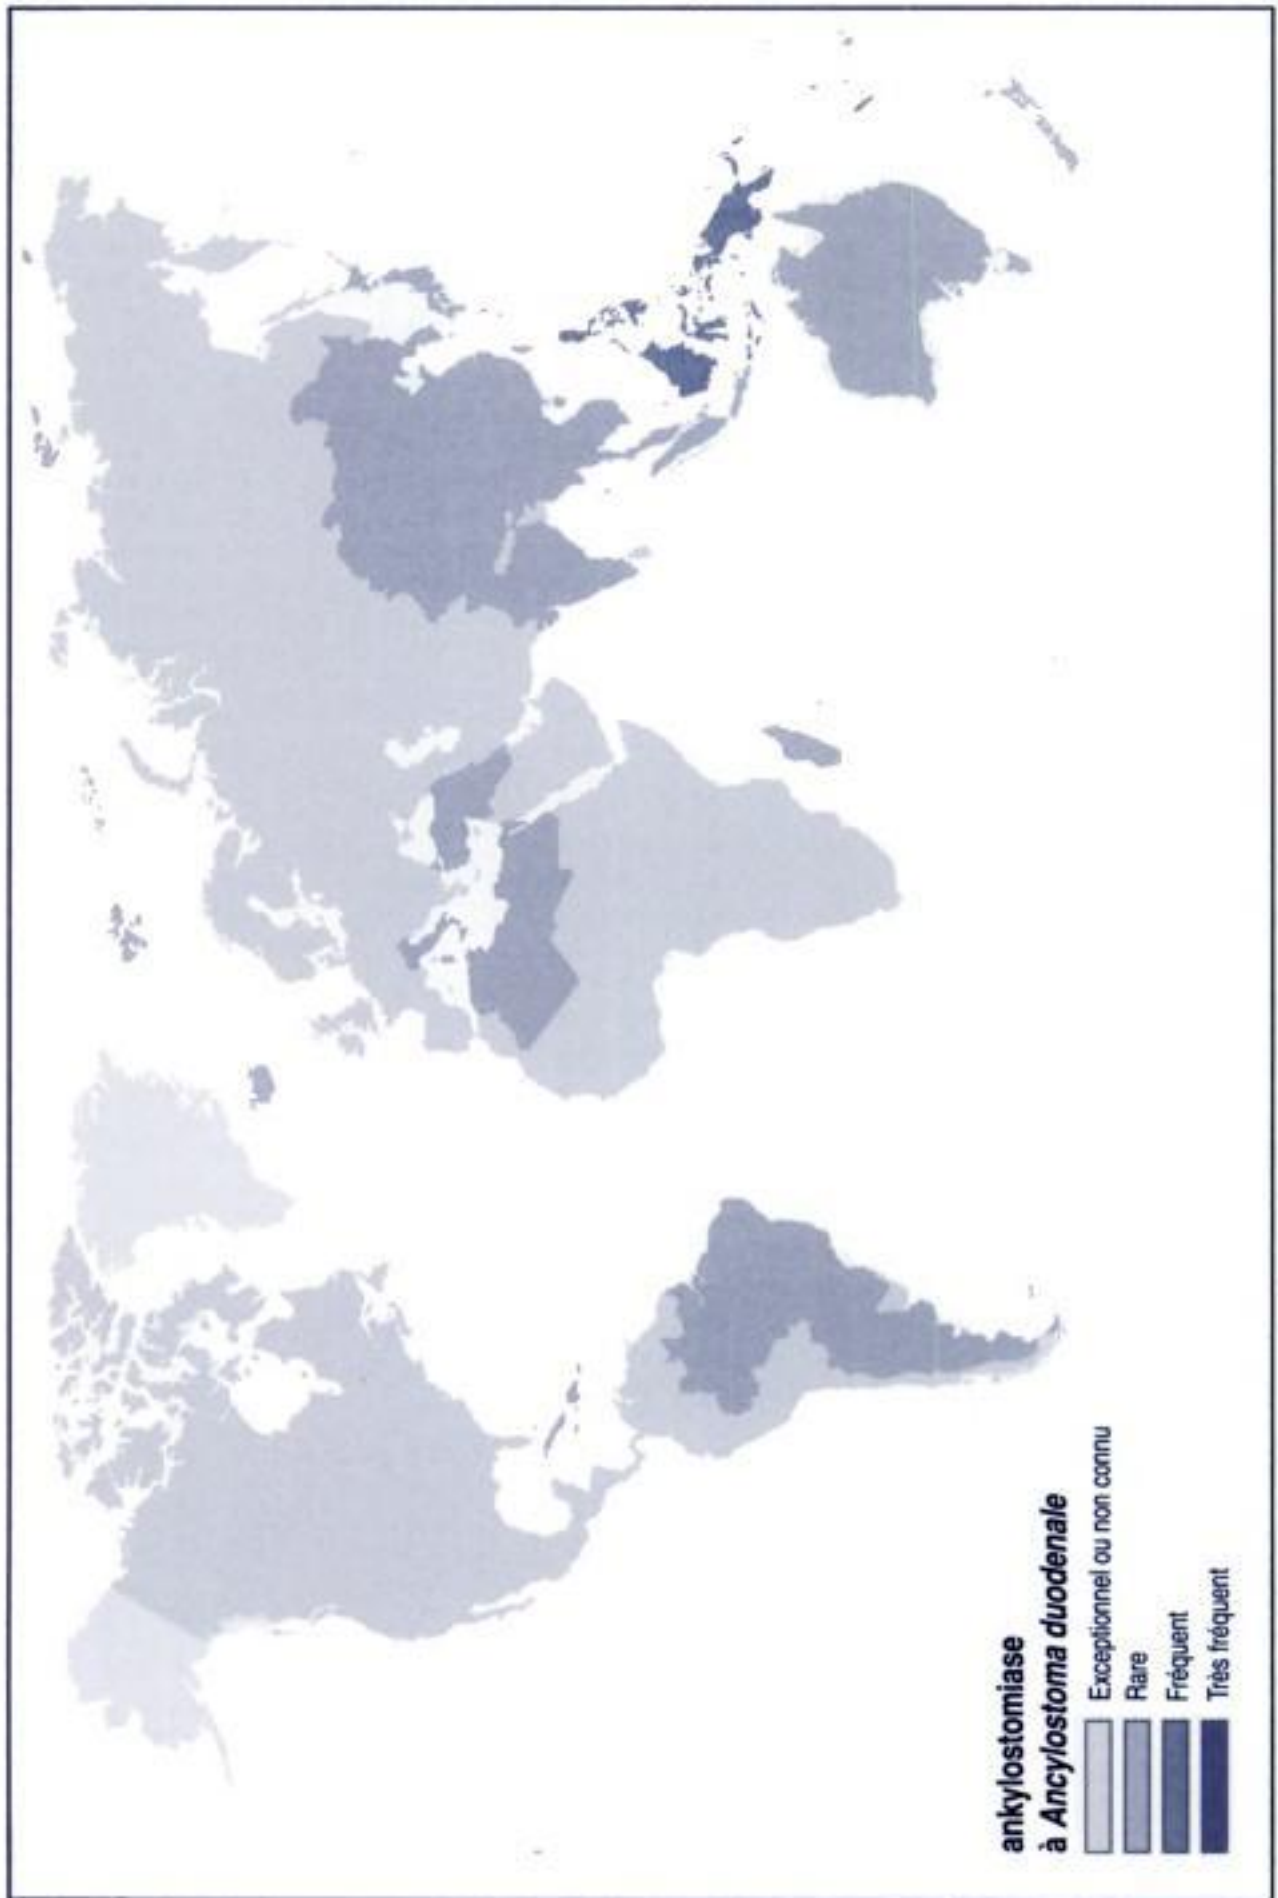 ankylostomiase
à Ancylostoma duodenale
Exceptionnel ou non connu
Rare
Fréquent
Très fréquent